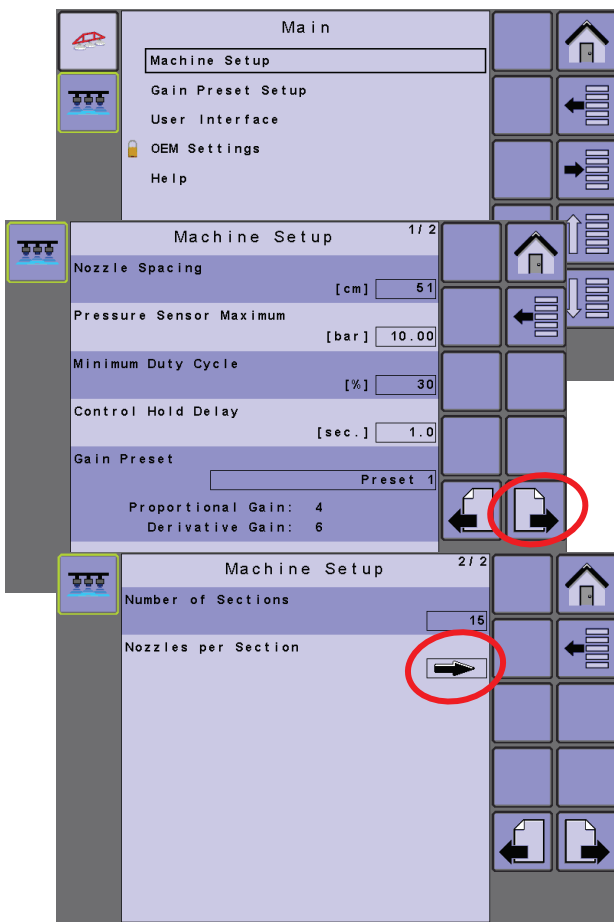 Main
Machine Setup
Gain Preset Setup
User Interface
OEM Settings
Help
Machine Setup 1/2
Nozzle Spacing
[cm] 51
Pressure Sensor Maximum
[bar] 10.00
Minimum Duty Cycle
[%] 30
Control Hold Delay
[sec.] 1.0
Gain Preset
Preset 1
Proportional Gain: 4
Derivative Gain: 6
Machine Setup 2/2
Number of Sections
15
Nozzles per Section